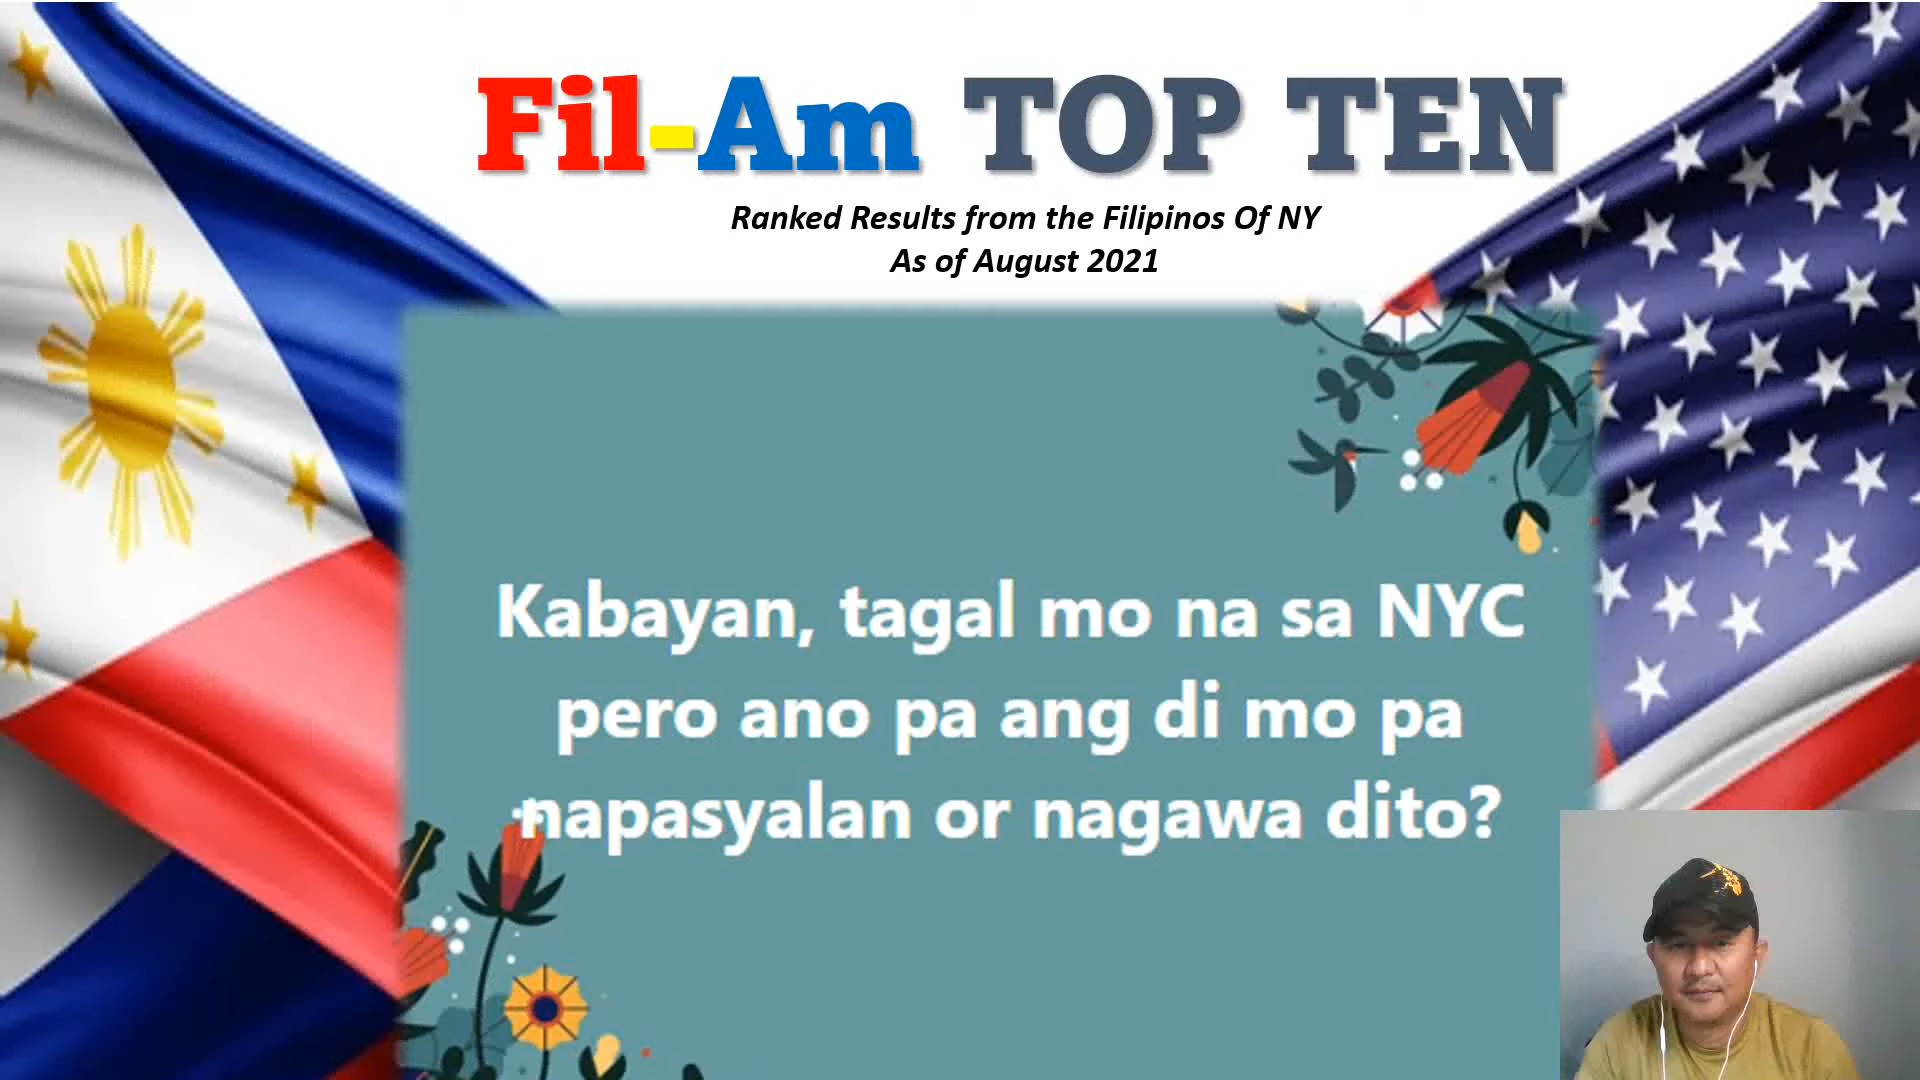 Fil-Am TOP TEN
Ranked Results from the Filipinos Of NY
As of August 2021
Kabayan, tagal mo na sa NYC
pero ano pa ang di mo pa
napasyalan or nagawa dito?